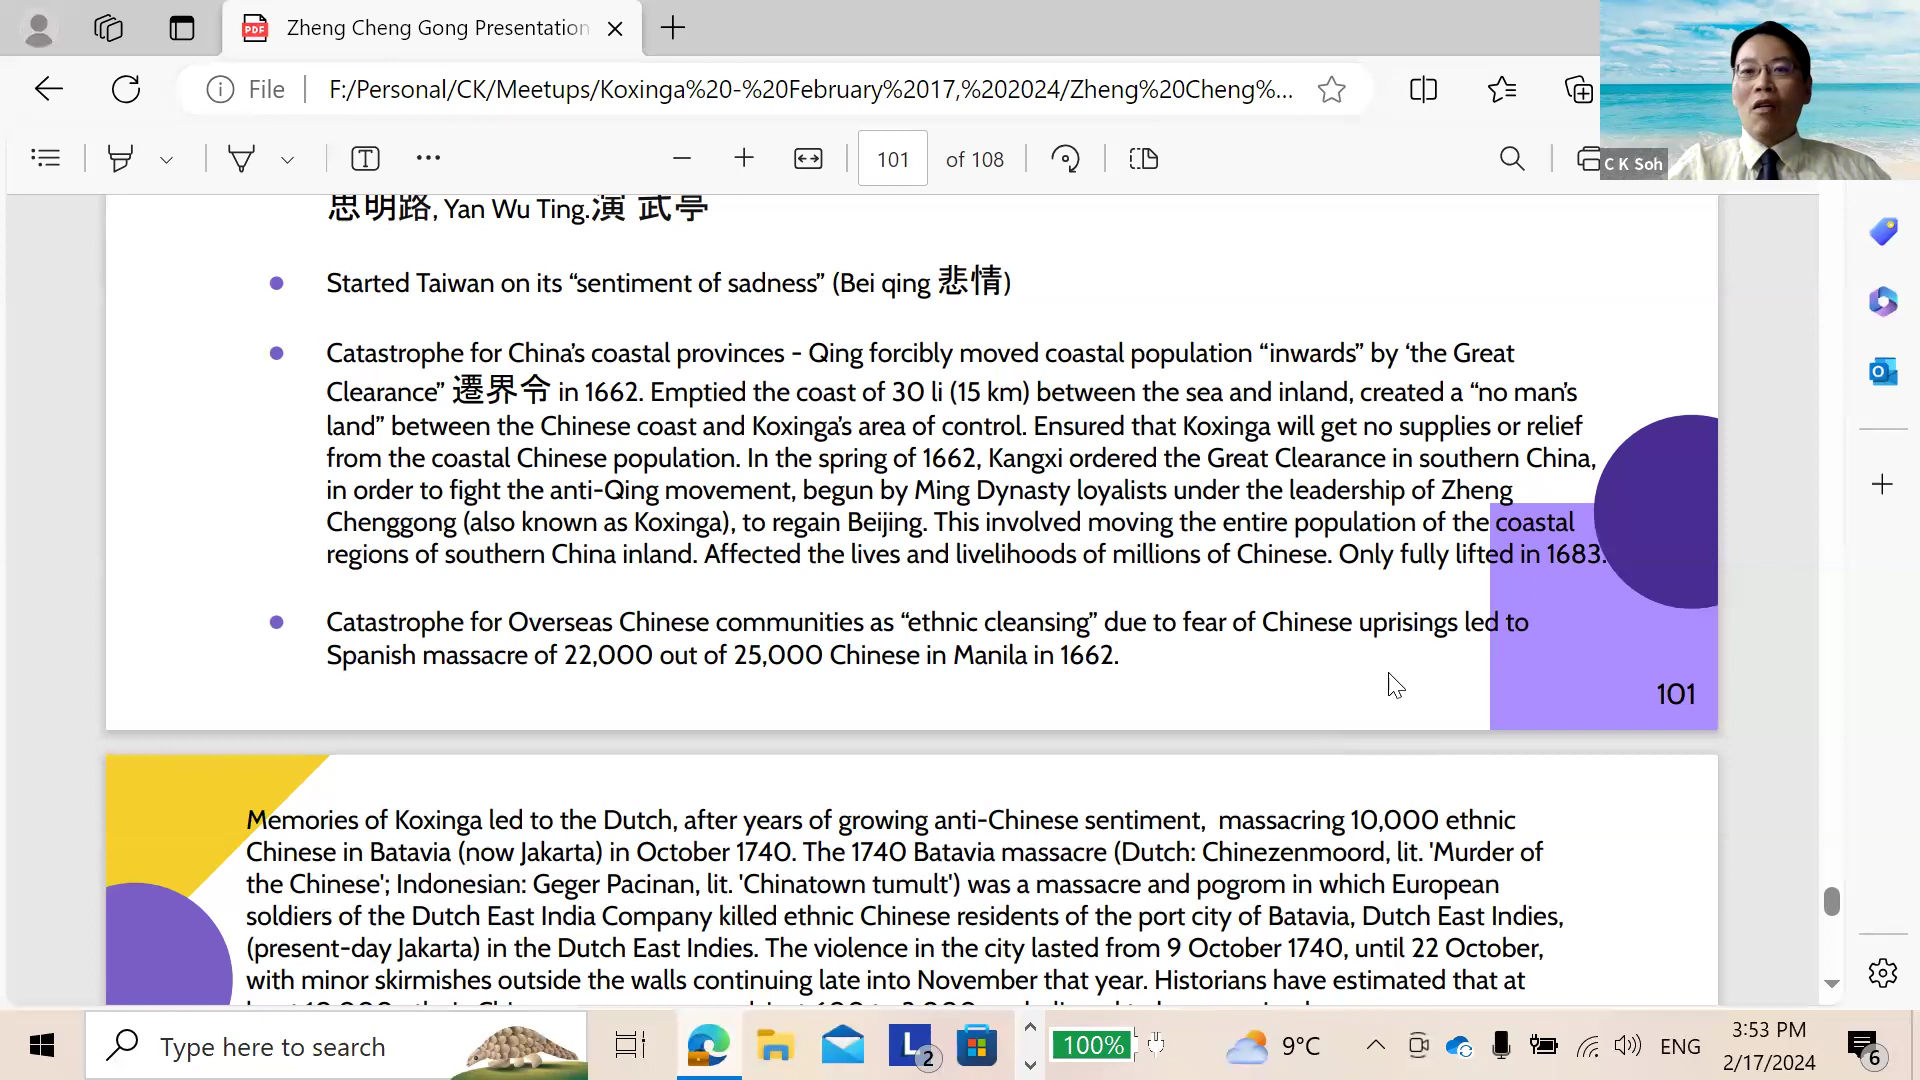 Zheng Cheng Gong Presentation
File
F:/Personal/CK/Meetups/Koxinga%20-%20February%2017,%202024/Zheng%20Cheng%...
101 of 108
C K Soh
思明路, Yan Wu Ting.演 武亭
Started Taiwan on its “sentiment of sadness” (Bei qing 悲情)
Catastrophe for China’s coastal provinces - Qing forcibly moved coastal population “inwards” by ‘the Great
Clearance” 遷界令 in 1662. Emptied the coast of 30 li (15 km) between the sea and inland, created a “no man’s
land” between the Chinese coast and Koxinga’s area of control. Ensured that Koxinga will get no supplies or relief
from the coastal Chinese population. In the spring of 1662, Kangxi ordered the Great Clearance in southern China,
in order to fight the anti-Qing movement, begun by Ming Dynasty loyalists under the leadership of Zheng
Chenggong (also known as Koxinga), to regain Beijing. This involved moving the entire population of the coastal
regions of southern China inland. Affected the lives and livelihoods of millions of Chinese. Only fully lifted in 1683.
Catastrophe for Overseas Chinese communities as “ethnic cleansing” due to fear of Chinese uprisings led to
Spanish massacre of 22,000 out of 25,000 Chinese in Manila in 1662.
101
Memories of Koxinga led to the Dutch, after years of growing anti-Chinese sentiment, massacring 10,000 ethnic
Chinese in Batavia (now Jakarta) in October 1740. The 1740 Batavia massacre (Dutch: Chinezenmoord, lit. 'Murder of
the Chinese'; Indonesian: Geger Pacinan, lit. 'Chinatown tumult') was a massacre and pogrom in which European
soldiers of the Dutch East India Company killed ethnic Chinese residents of the port city of Batavia, Dutch East Indies,
(present-day Jakarta) in the Dutch East Indies. The violence in the city lasted from 9 October 1740, until 22 October,
with minor skirmishes outside the walls continuing late into November that year. Historians have estimated that at
Type here to search
L 2
100%
9°C
ENG
3:53 PM
2/17/2024
6